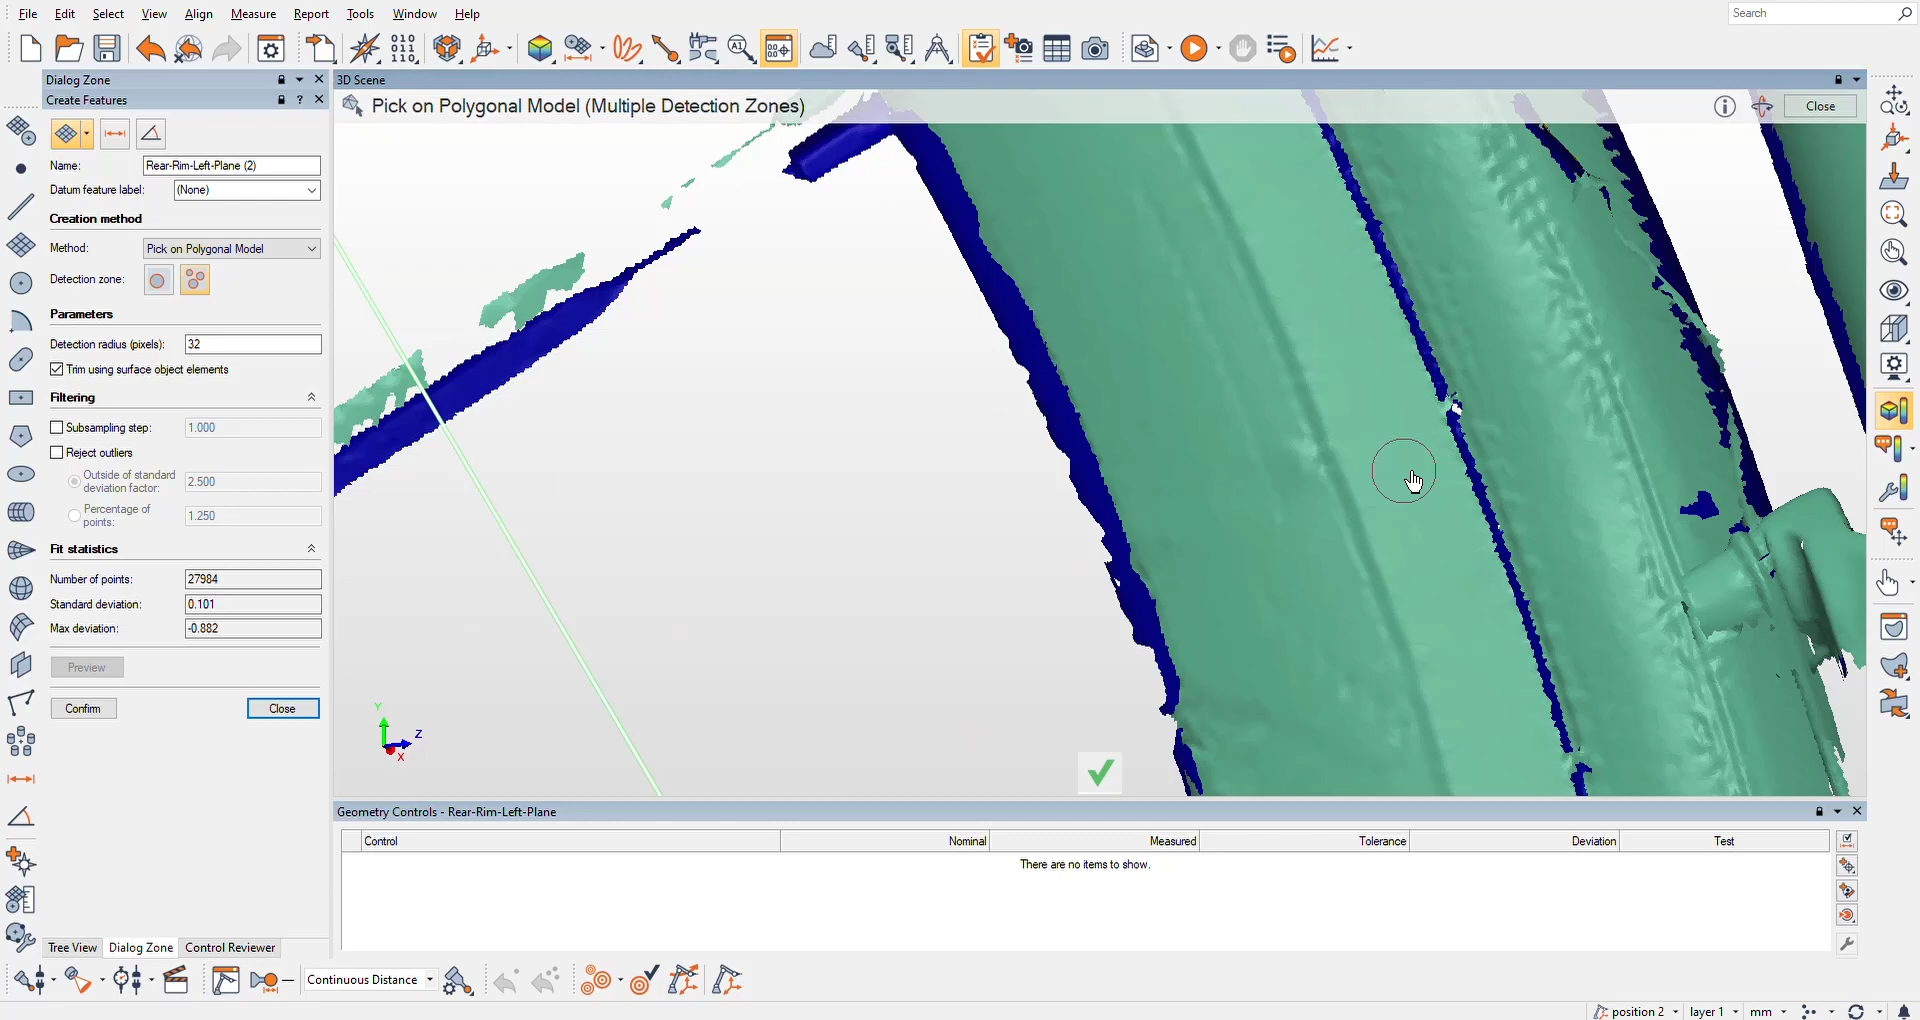 File Edit Select View Align Measure Report Tools Window Help
Search
Dialog Zone
3D Scene
Create Features
Pick on Polygonal Model (Multiple Detection Zones)
Close
Name: Rear-Rim-Left-Plane (2)
Datum feature label: (None)
Creation method
Method: Pick on Polygonal Model
Detection zone:
Parameters
Detection radius (pixels): 32
Trim using surface object elements
Filtering
Subsampling step: 1.000
Reject outliers
Outside of standard
deviation factor: 2.500
Percentage of
points: 1.250
Fit statistics
Number of points: 27984
Standard deviation: 0.101
Max deviation: -0.882
Preview
Confirm Close
Y
Z
X
Geometry Controls - Rear-Rim-Left-Plane
Control Nominal Measured Tolerance Deviation Test
There are no items to show.
Tree View Dialog Zone Control Reviewer
Continuous Distance
position 2 layer 1 mm